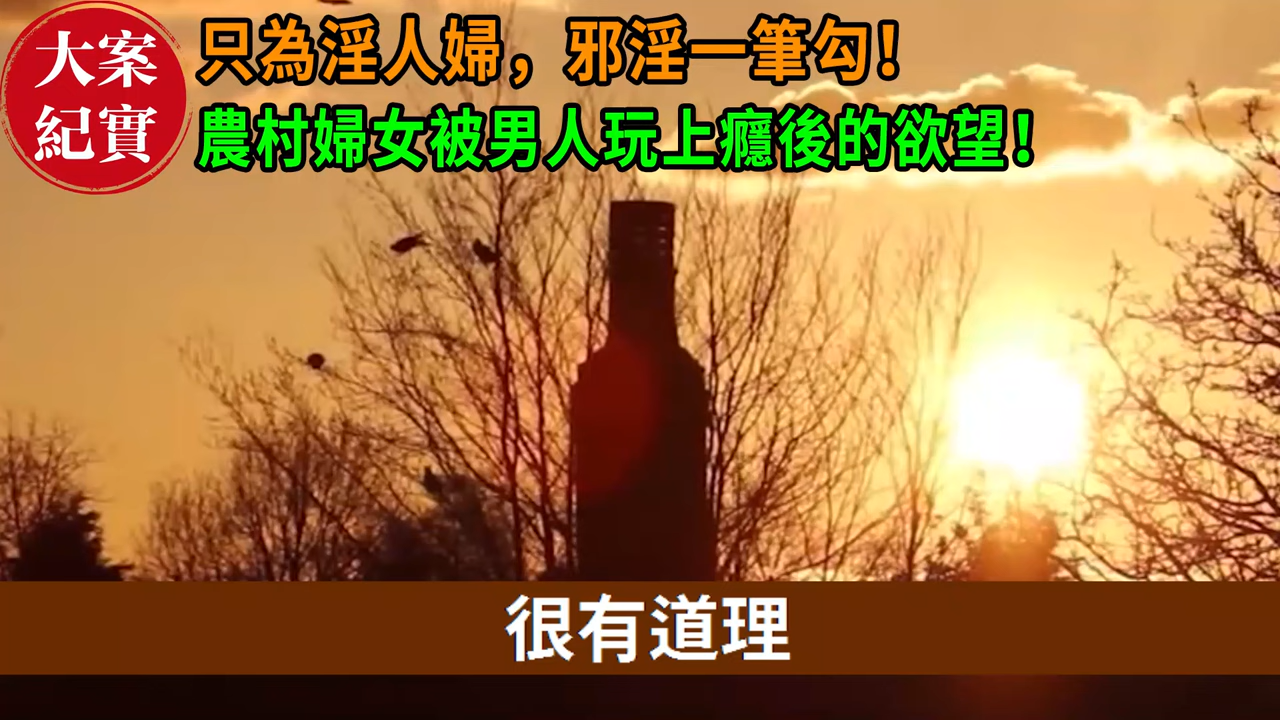 大案
紀實
只為淫人婦，邪淫一筆勾！
農村婦女被男人玩上癮後的欲望！
很有道理